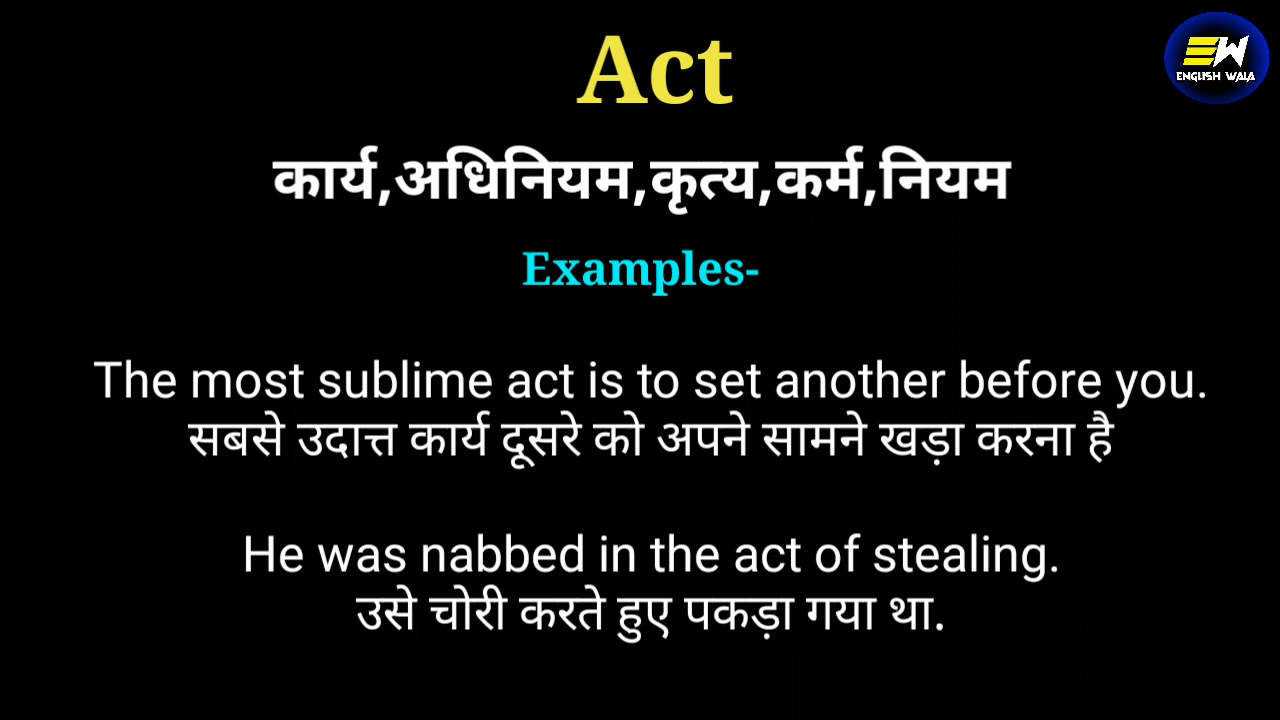 Act
EW
ENGLISH WALA
कार्य,अधिनियम,कृत्य,कर्म,नियम
Examples-
The most sublime act is to set another before you.
सबसे उदात्त कार्य दूसरे को अपने सामने खड़ा करना है
He was nabbed in the act of stealing.
उसे चोरी करते हुए पकड़ा गया था.